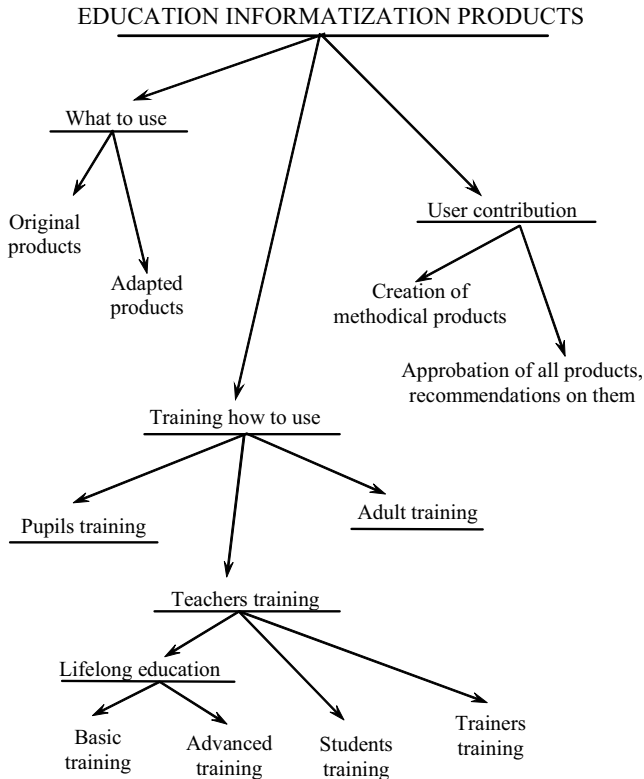 EDUCATION INFORMATIZATION PRODUCTS
What to use
Original
products
Adapted
products
User contribution
Creation of
methodical products
Approbation of all products,
recommendations on them
Training how to use
Pupils training
Adult training
Teachers training
Lifelong education
Basic
training
Advanced
training
Students
training
Trainers
training